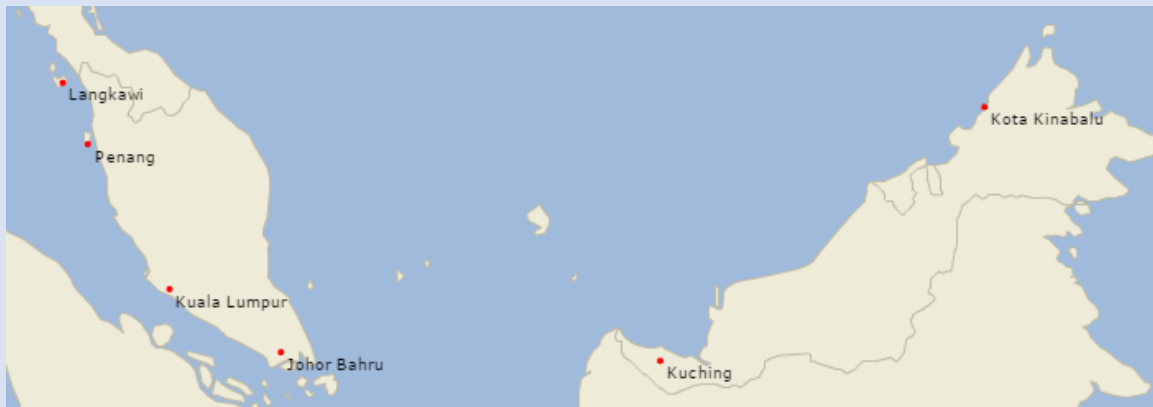 Langkawi
Kota Kinabalu
Penang
Kuala Lumpur
Johor Bahru
Kuching